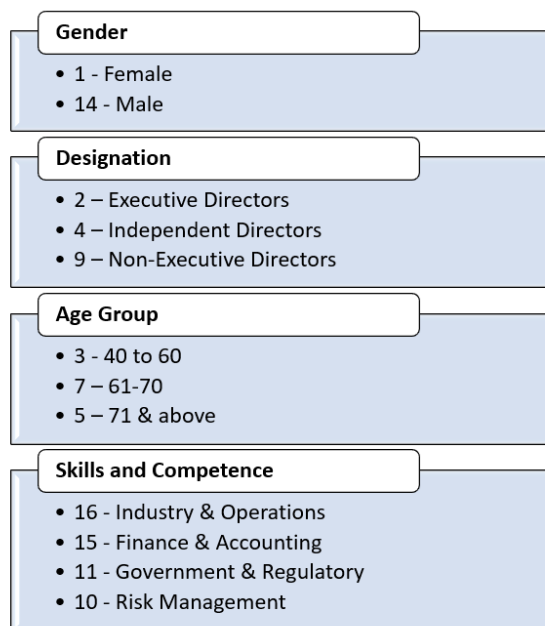 Gender
• 1 - Female
• 14 - Male
Designation
• 2 – Executive Directors
• 4 – Independent Directors
• 9 – Non-Executive Directors
Age Group
• 3 - 40 to 60
• 7 – 61-70
• 5 – 71 & above
Skills and Competence
• 16 - Industry & Operations
• 15 - Finance & Accounting
• 11 - Government & Regulatory
• 10 - Risk Management